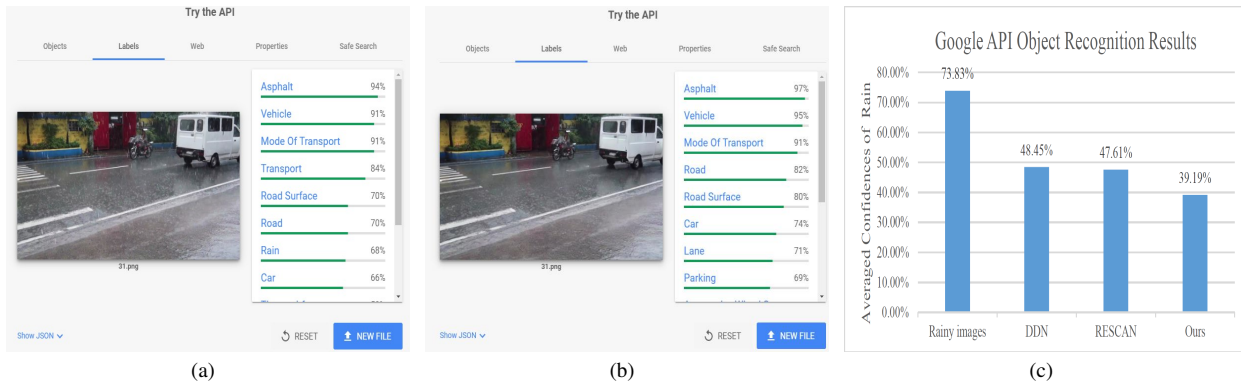 Try the API
Objects Labels Web Properties Safe Search
Asphalt 94%
Vehicle 91%
Mode Of Transport 91%
Transport 84%
Road Surface 70%
Road 70%
Rain 68%
Car 66%
31.png
Show JSON RESET NEW FILE
(a)
Try the API
Objects Labels Web Properties Safe Search
Asphalt 97%
Vehicle 95%
Mode Of Transport 91%
Road 82%
Road Surface 80%
Car 74%
Lane 71%
Parking 69%
31.png
Show JSON RESET NEW FILE
(b)
Google API Object Recognition Results
Averaged Confidences of Rain
80.00%
70.00%
60.00%
50.00%
40.00%
30.00%
20.00%
10.00%
0.00%
73.83%
48.45%
47.61%
39.19%
Rainy images DDN RESCAN Ours
(c)